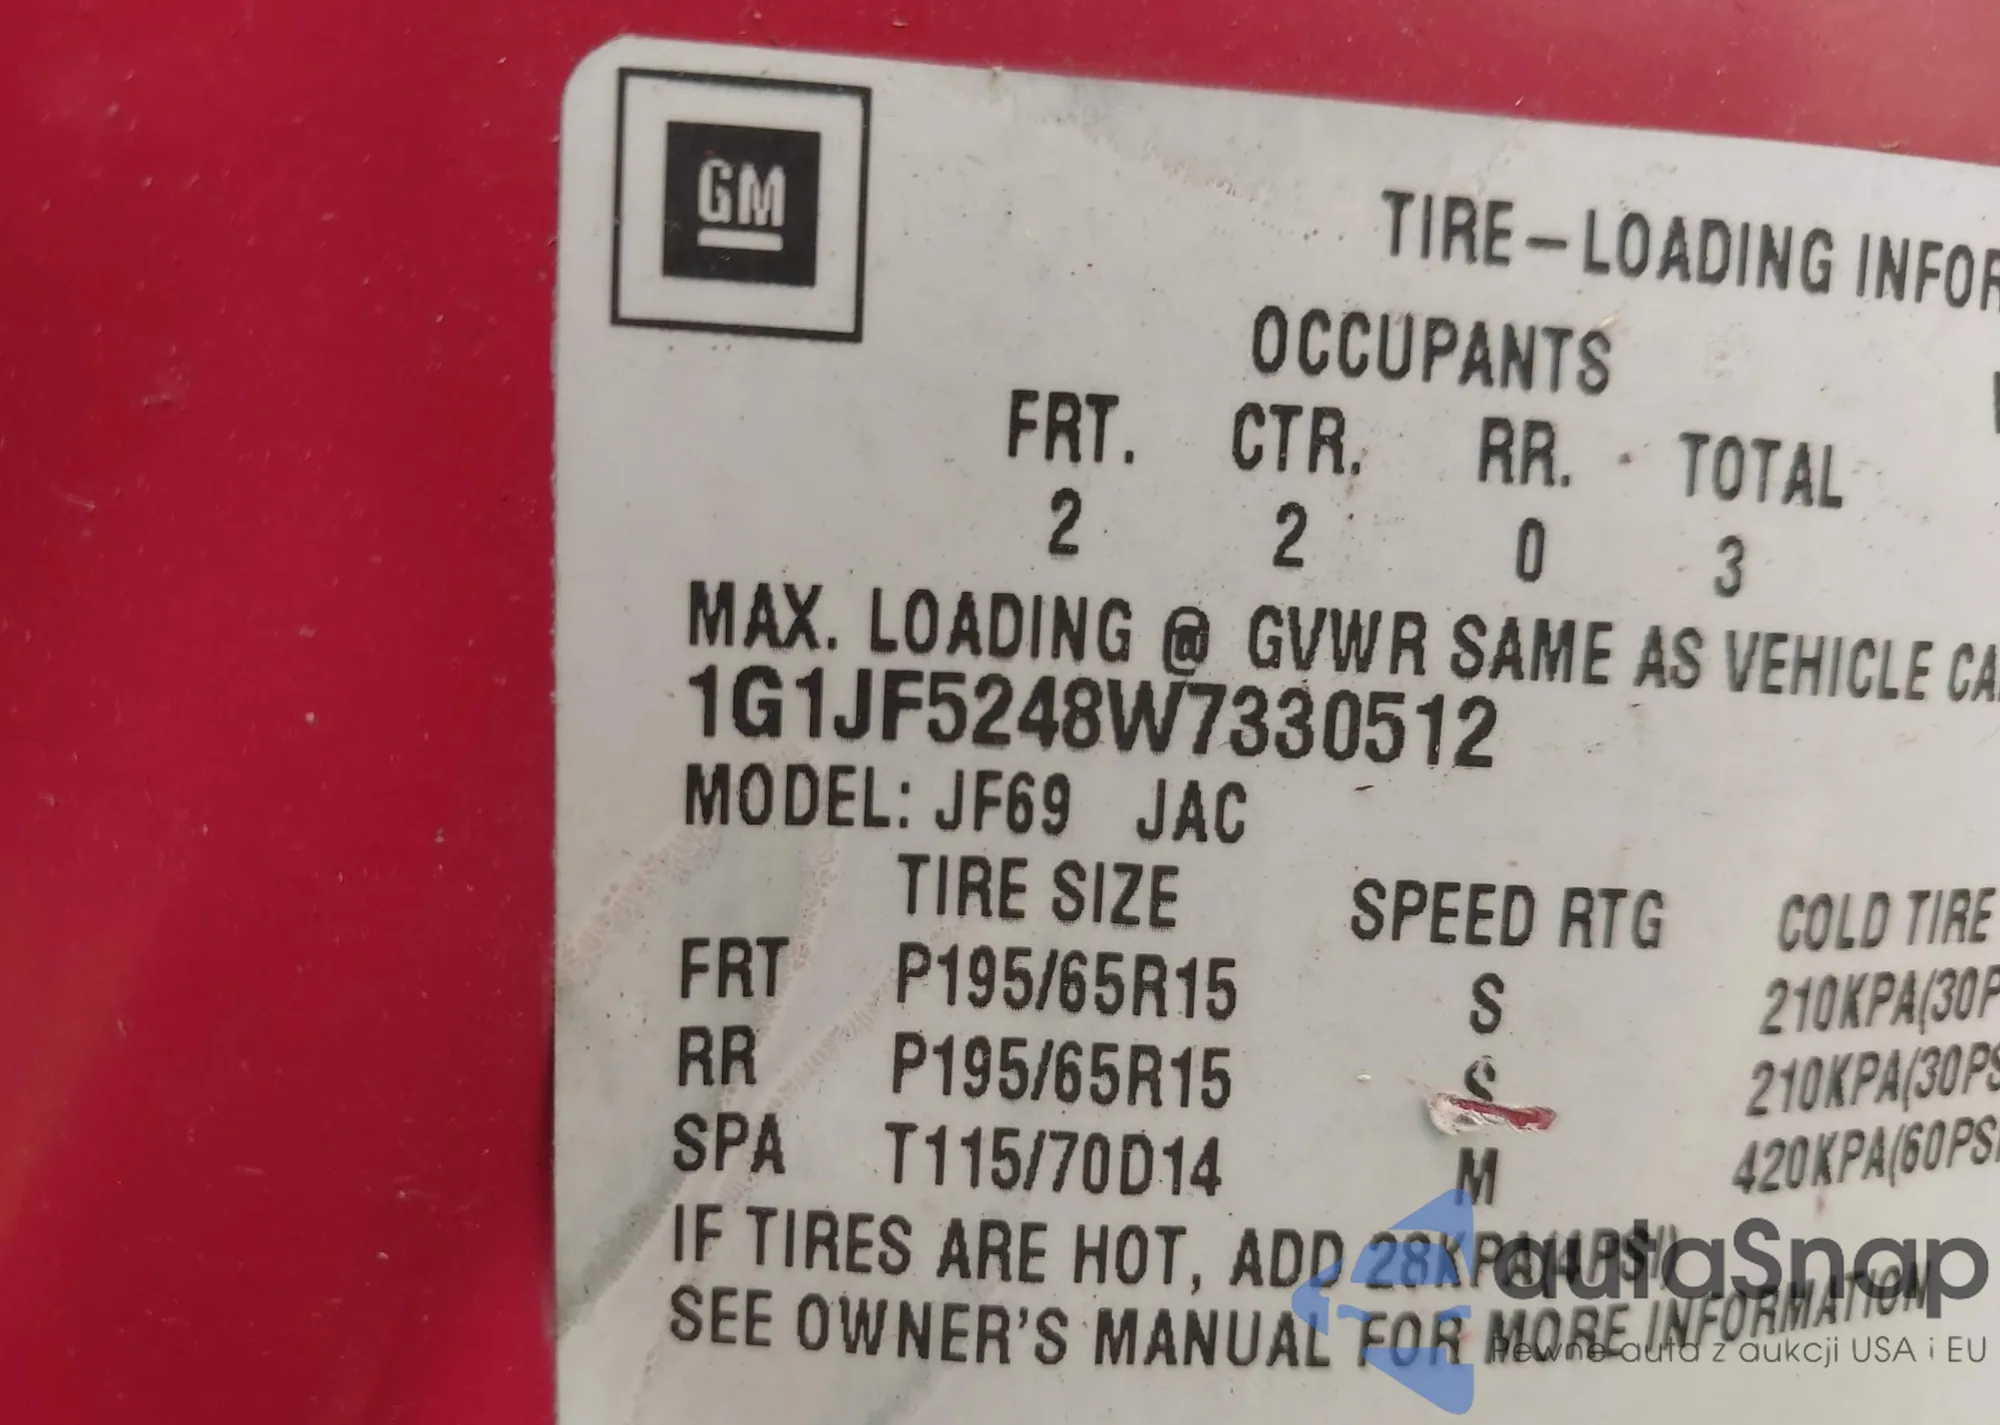 GM
TIRE-LOADING INFOR
OCCUPANTS
FRT. CTR. RR. TOTAL
2 2 0 3
MAX. LOADING @ GVWR SAME AS VEHICLE CA
1G1JF5248W7330512
MODEL: JF69 JAC
TIRE SIZE SPEED RTG COLD TIRE
FRT P195/65R15 S 210KPA(30P
RR P195/65R15 S 210KPA(30PS
SPA T115/70D14 M 420KPA(60PSI
IF TIRES ARE HOT, ADD 28KPA(4PSI)
SEE OWNER'S MANUAL FOR MORE INFORMATION
autaSnap
Pewne auta z aukcji USA i EU